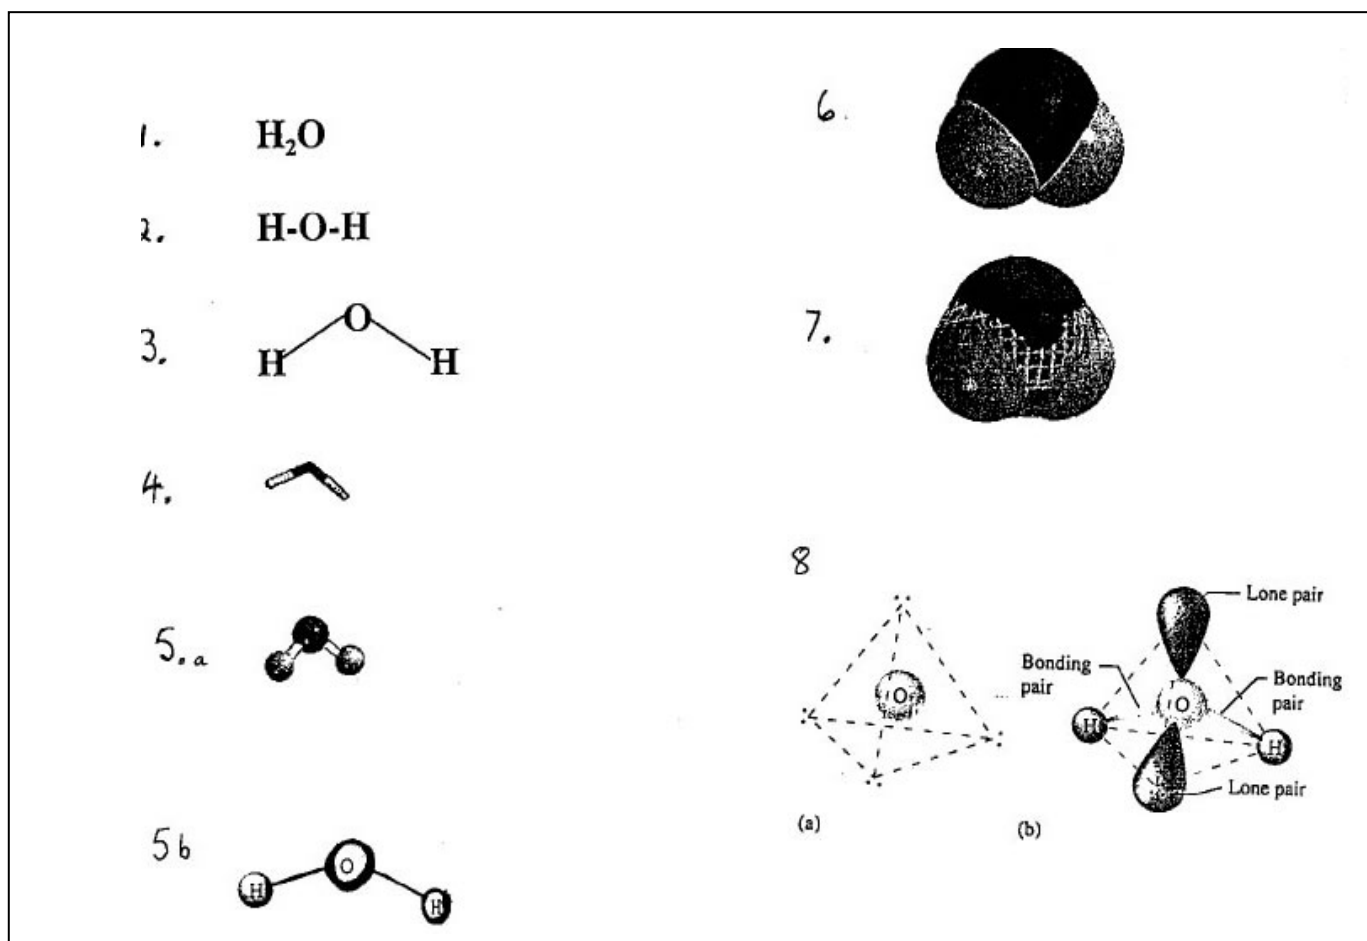 1. H₂O
2. H-O-H
3.
O
H H
4.
5.a
5b
H O H
6.
7.
8
O
(a)
Lone pair
Bonding
pair
Bonding
pair
O
H
H
Lone pair
(b)